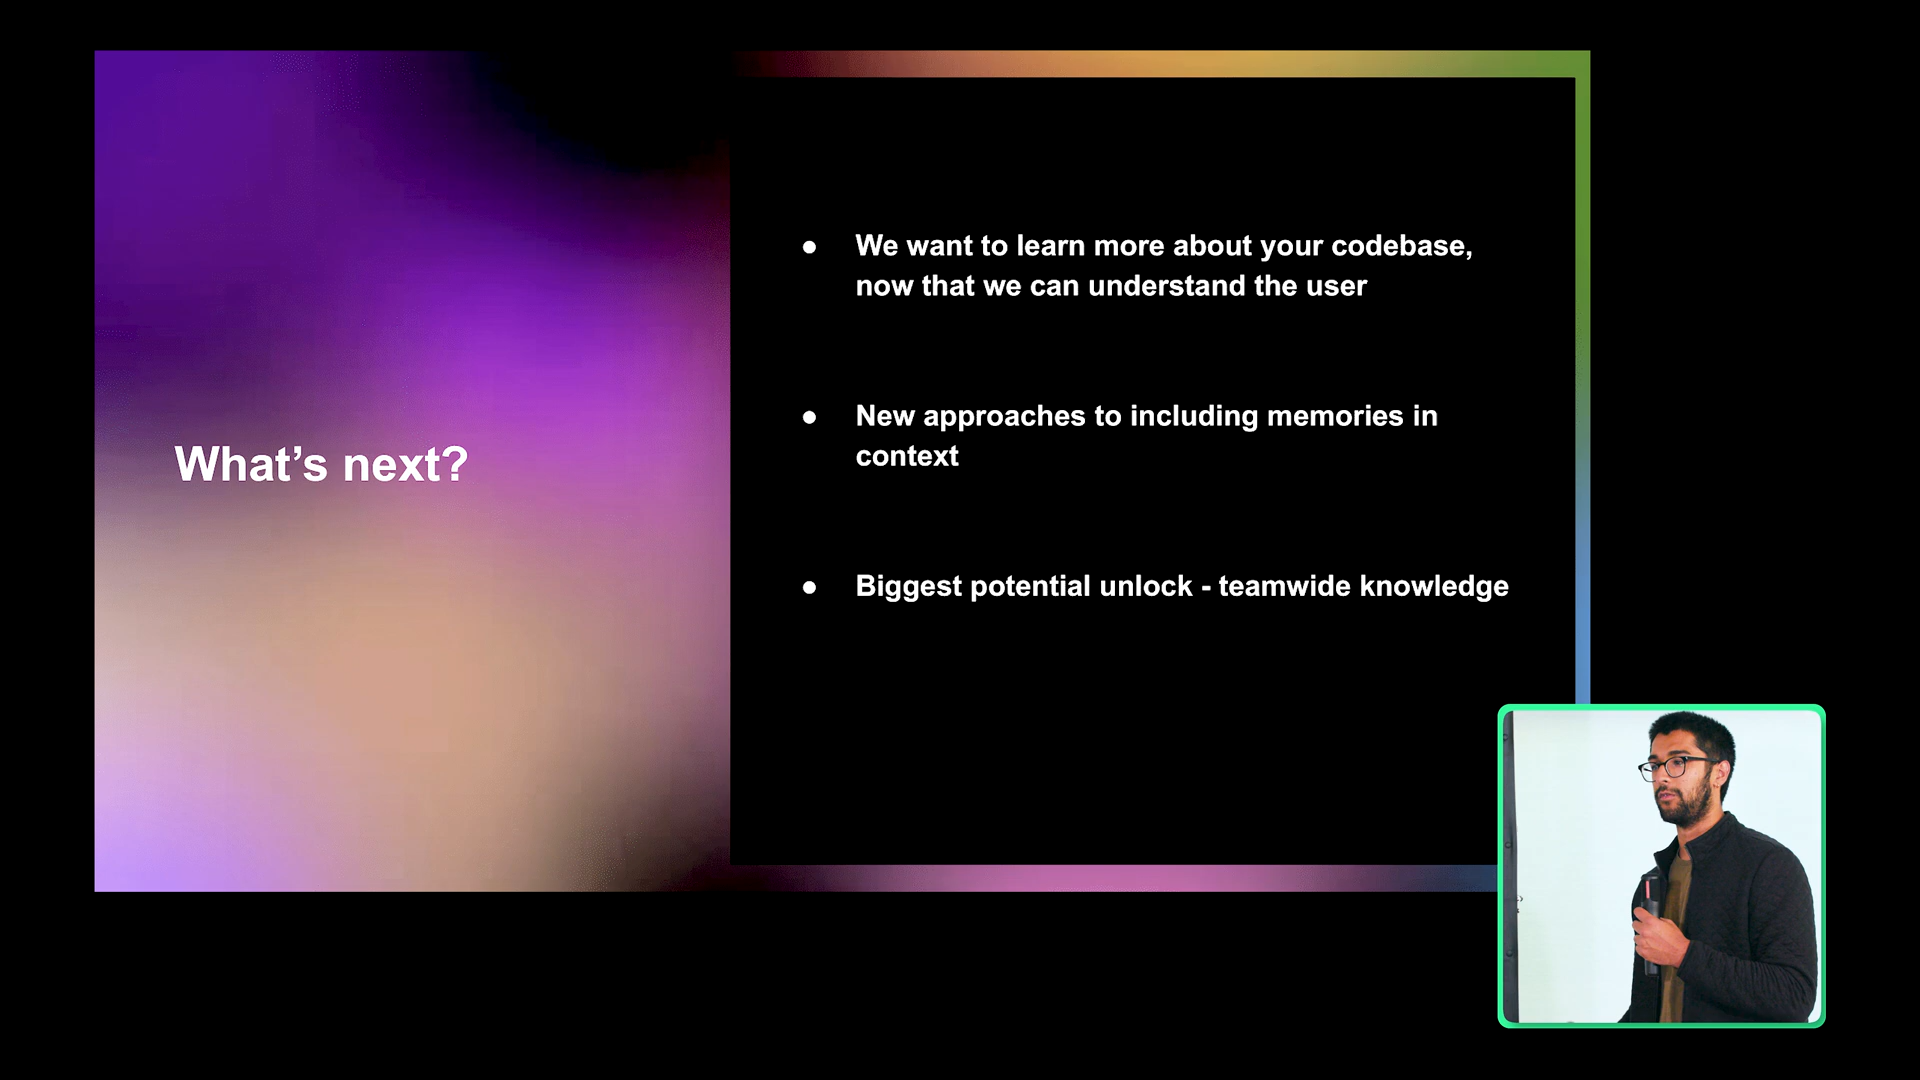 What’s next?
● We want to learn more about your codebase,
now that we can understand the user
● New approaches to including memories in
context
● Biggest potential unlock - teamwide knowledge